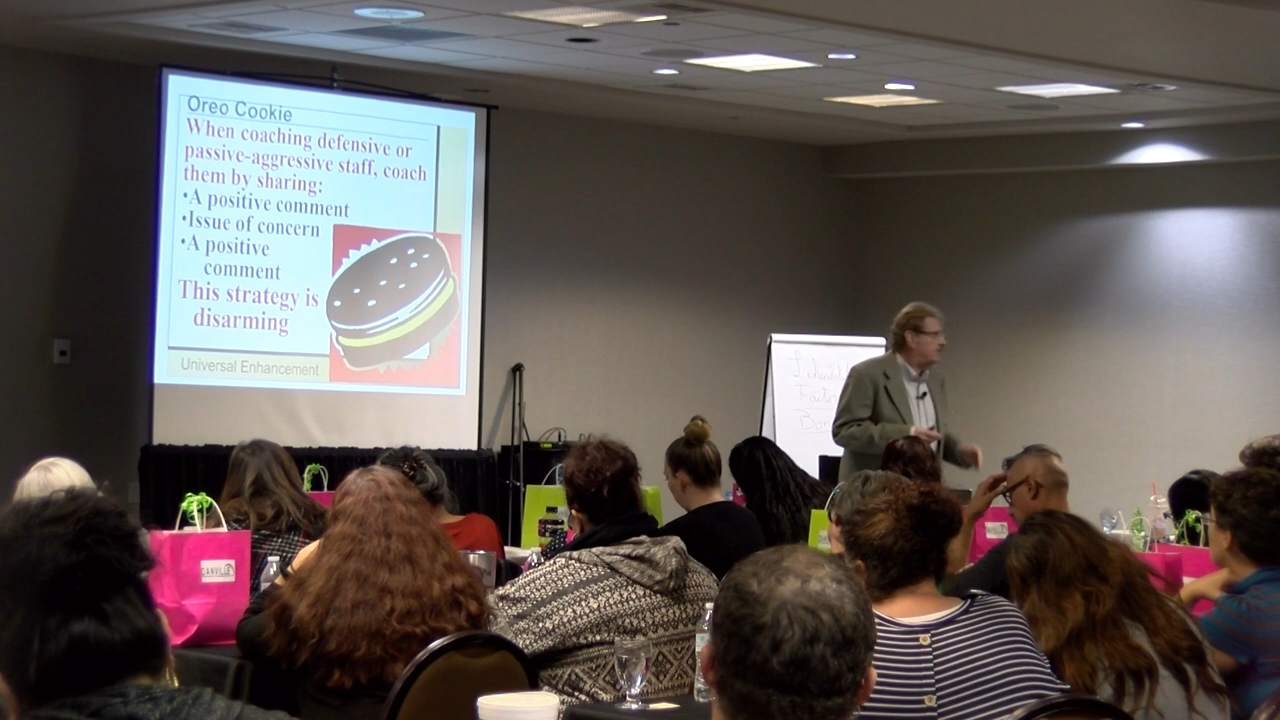 Oreo Cookie
When coaching defensive or
passive-aggressive staff, coach
them by sharing:
•A positive comment
•Issue of concern
•A positive
comment
This strategy is
disarming
Universal Enhancement
DANVILLE